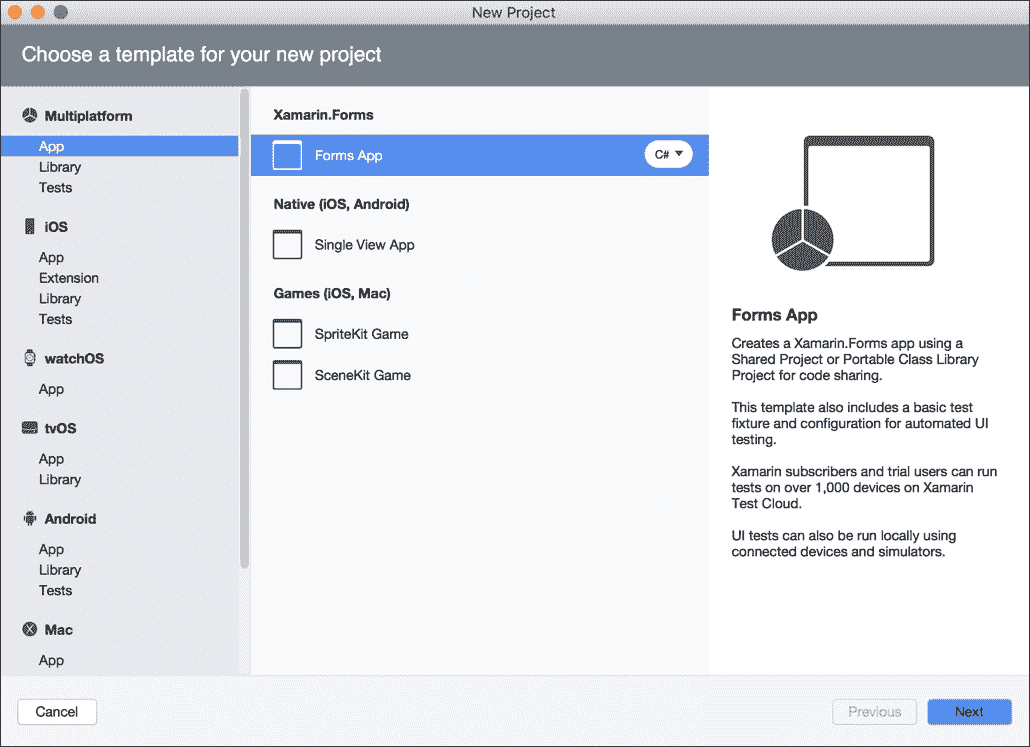 New Project
Choose a template for your new project
Multiplatform
App
Library
Tests
iOS
App
Extension
Library
Tests
watchOS
App
tvOS
App
Library
Android
App
Library
Tests
Mac
App
Xamarin.Forms
Forms App
C#
Native (iOS, Android)
Single View App
Games (iOS, Mac)
SpriteKit Game
SceneKit Game
Forms App
Creates a Xamarin.Forms app using a
Shared Project or Portable Class Library
Project for code sharing.
This template also includes a basic test
fixture and configuration for automated UI
testing.
Xamarin subscribers and trial users can run
tests on over 1,000 devices on Xamarin
Test Cloud.
UI tests can also be run locally using
connected devices and simulators.
Cancel
Previous
Next